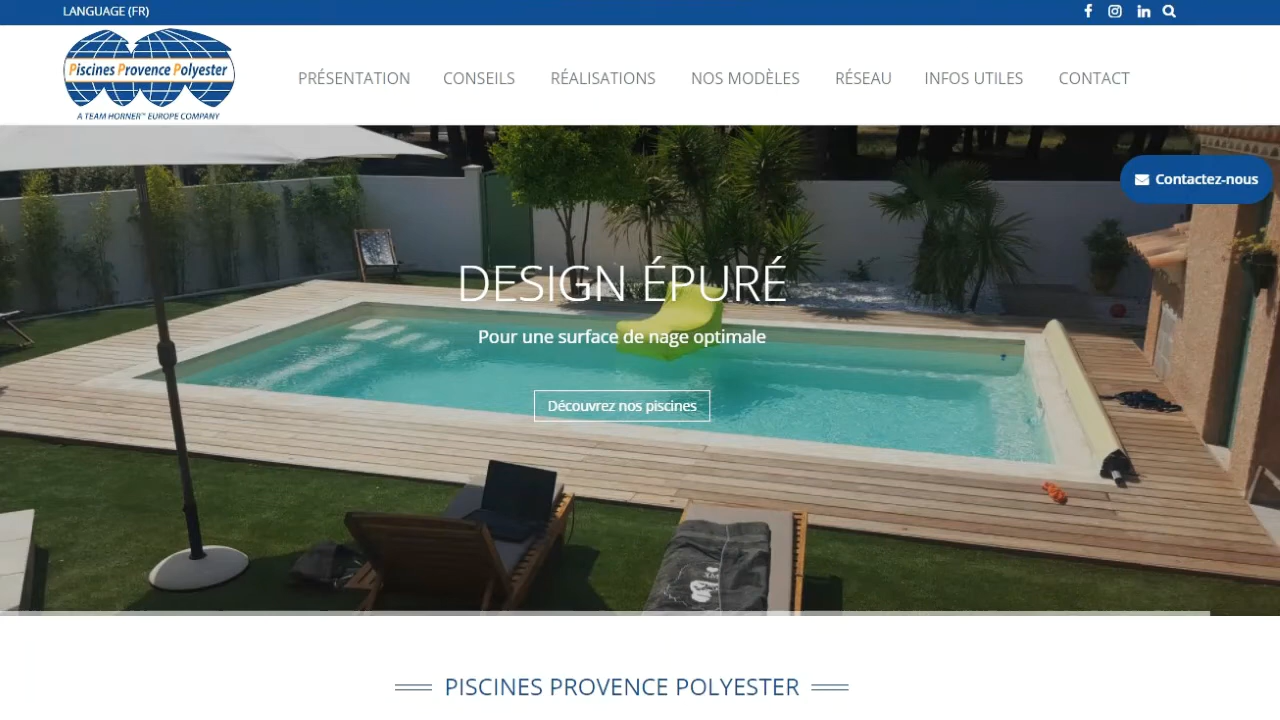 LANGUAGE (FR)
Piscines Provence Polyester
A TEAM HORNER™ EUROPE COMPANY
PRÉSENTATION
CONSEILS
RÉALISATIONS
NOS MODÈLES
RÉSEAU
INFOS UTILES
CONTACT
Contactez-nous
DESIGN ÉPURÉ
Pour une surface de nage optimale
Découvrez nos piscines
PISCINES PROVENCE POLYESTER